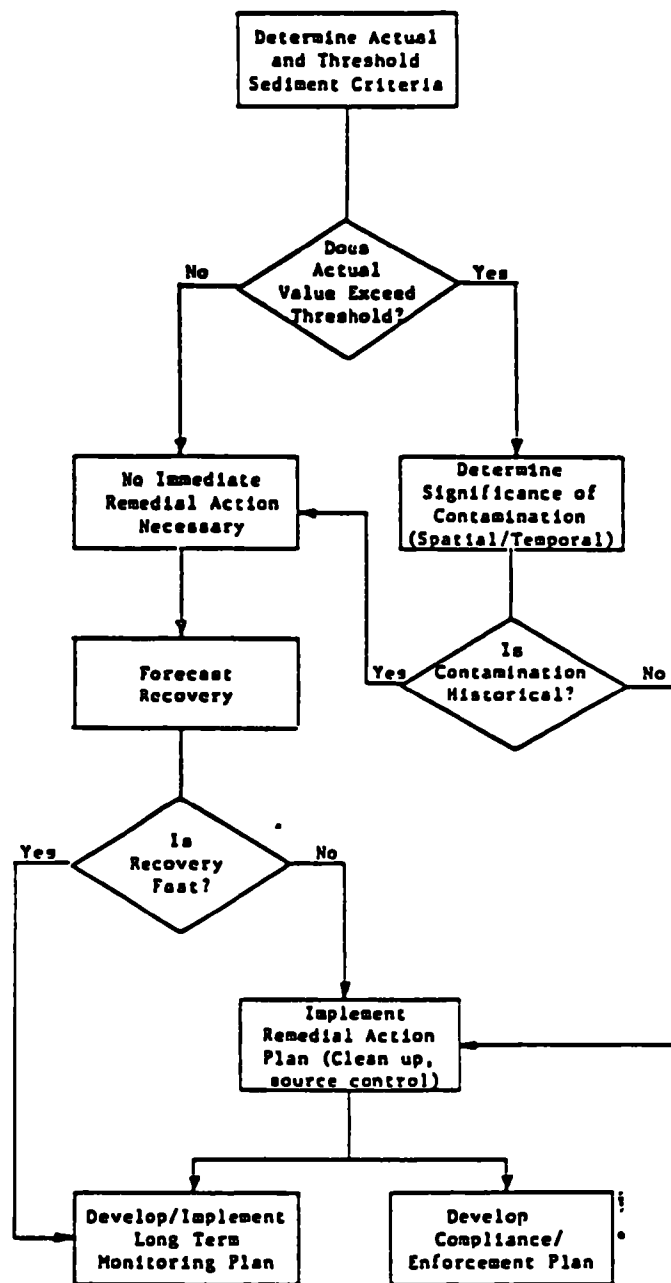 Determine Actual
and Threshold
Sediment Criteria
Does
Actual
Value Exceed
Threshold?
No
Yes
No Immediate
Remedial Action
Necessary
Determine
Significance of
Contamination
(Spatial/Temporal)
Is
Contamination
Historical?
Yes
No
Forecast
Recovery
Is
Recovery
Fast?
Yes
No
Implement
Remedial Action
Plan (Clean up,
source control)
Develop/Implement
Long Term
Monitoring Plan
Develop
Compliance/
Enforcement Plan